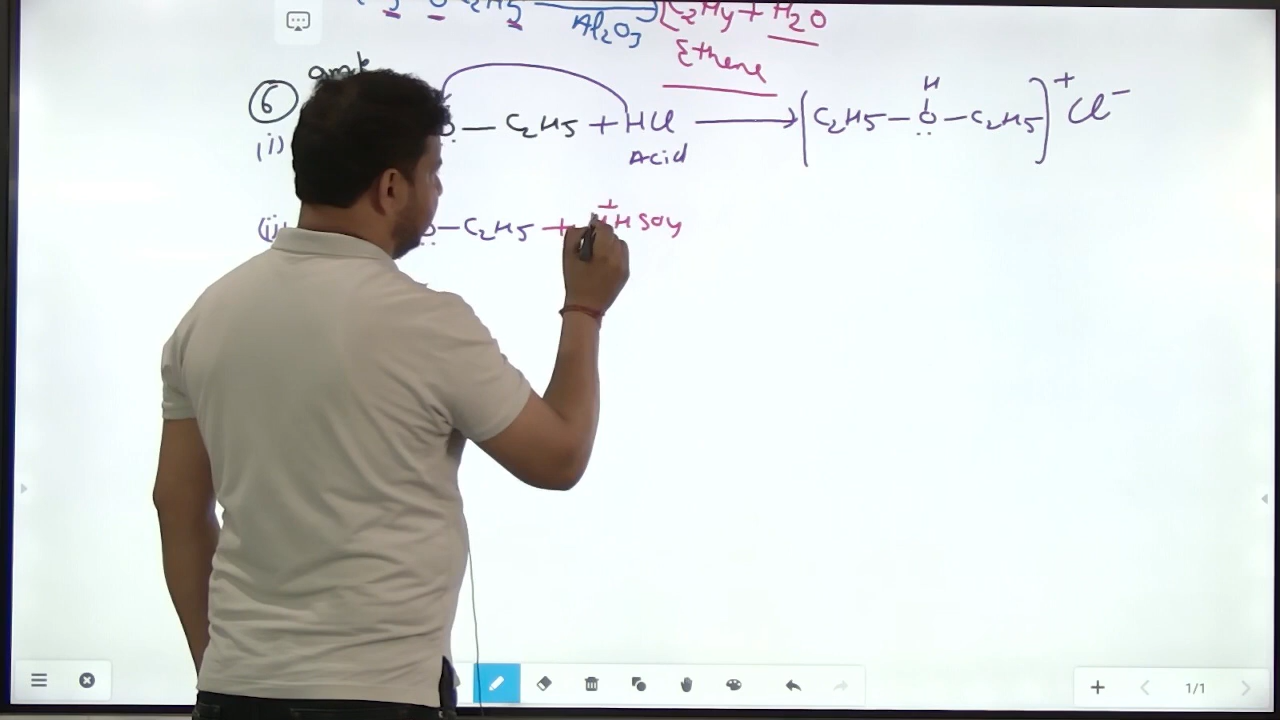 Al₂O₃ C₂H₄ + H₂O
Ethene
6
(i) O — C₂H₅ + HCl ⟶ [C₂H₅ — O — C₂H₅]⁺ Cl⁻
H
Acid
(ii) — C₂H₅ + HSO₄
1/1